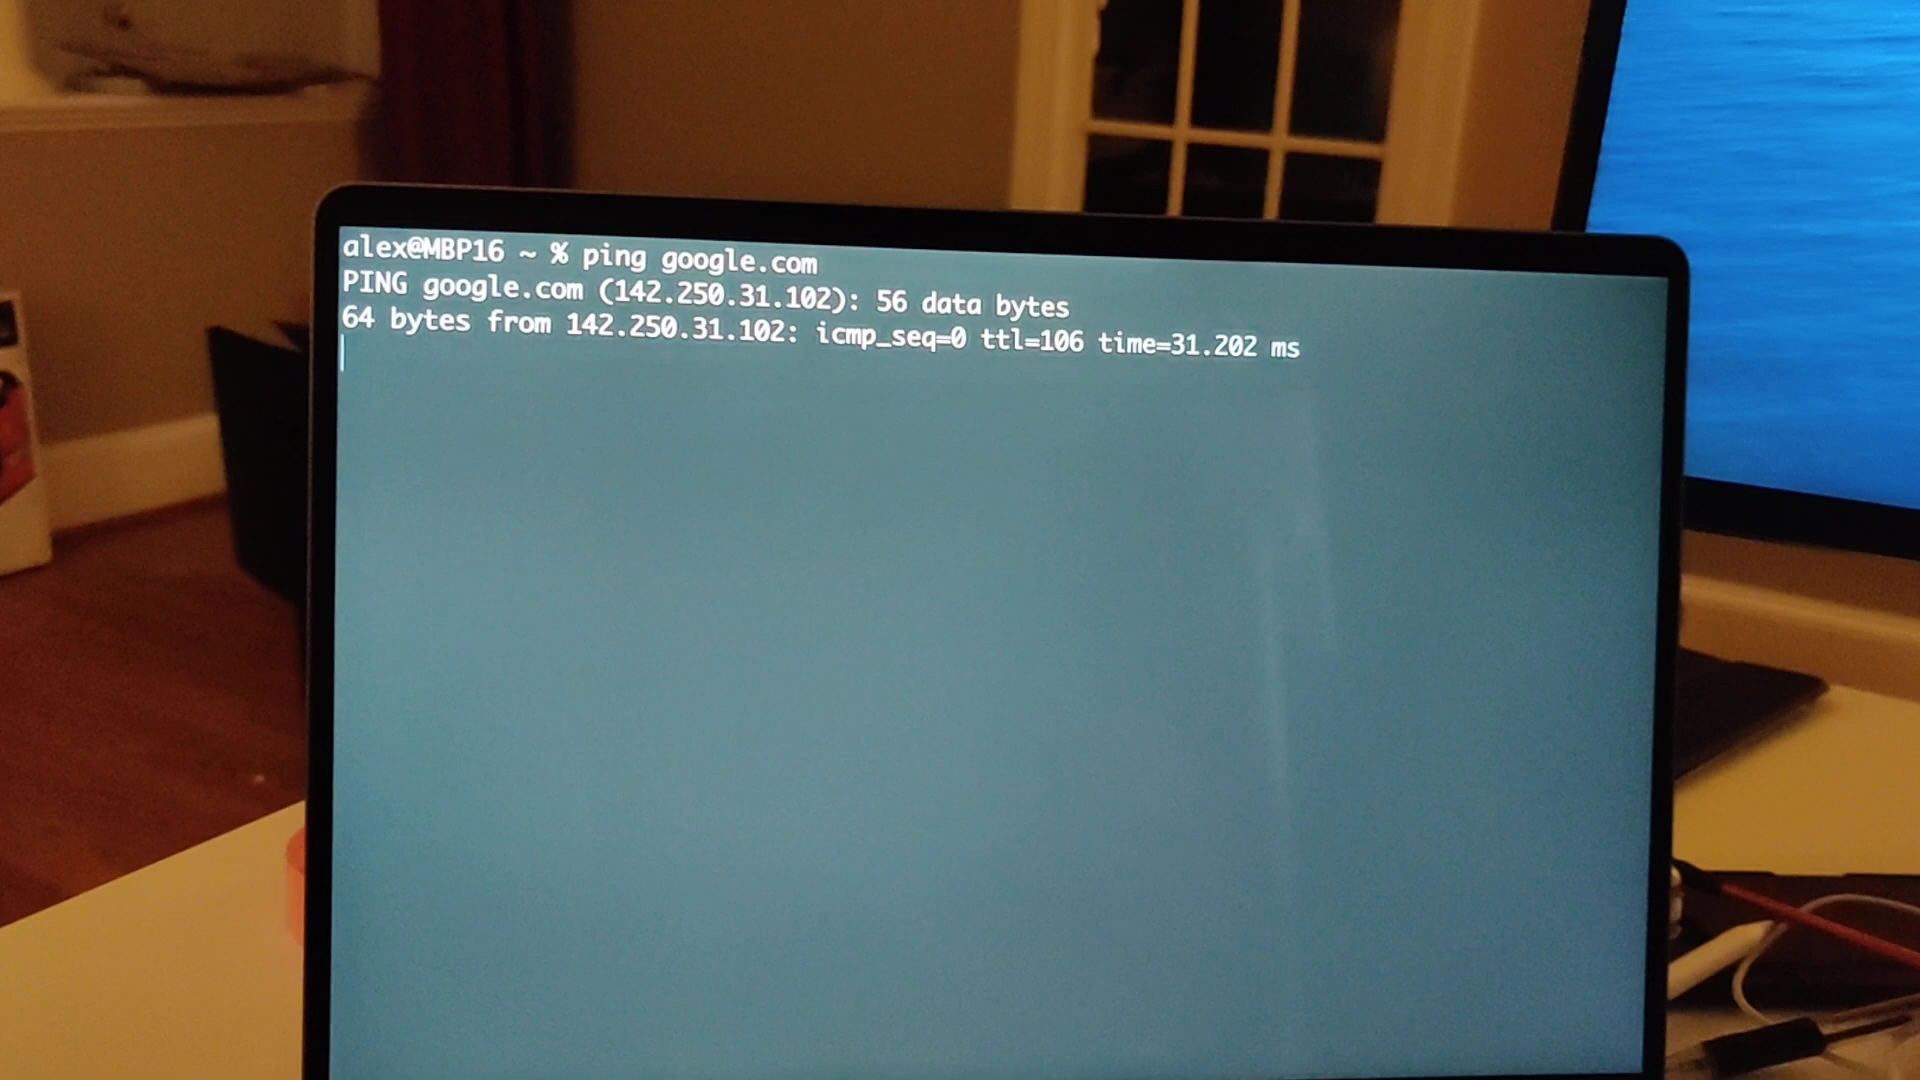 alex@MBP16 ~ % ping google.com
PING google.com (142.250.31.102): 56 data bytes
64 bytes from 142.250.31.102: icmp_seq=0 ttl=106 time=31.202 ms